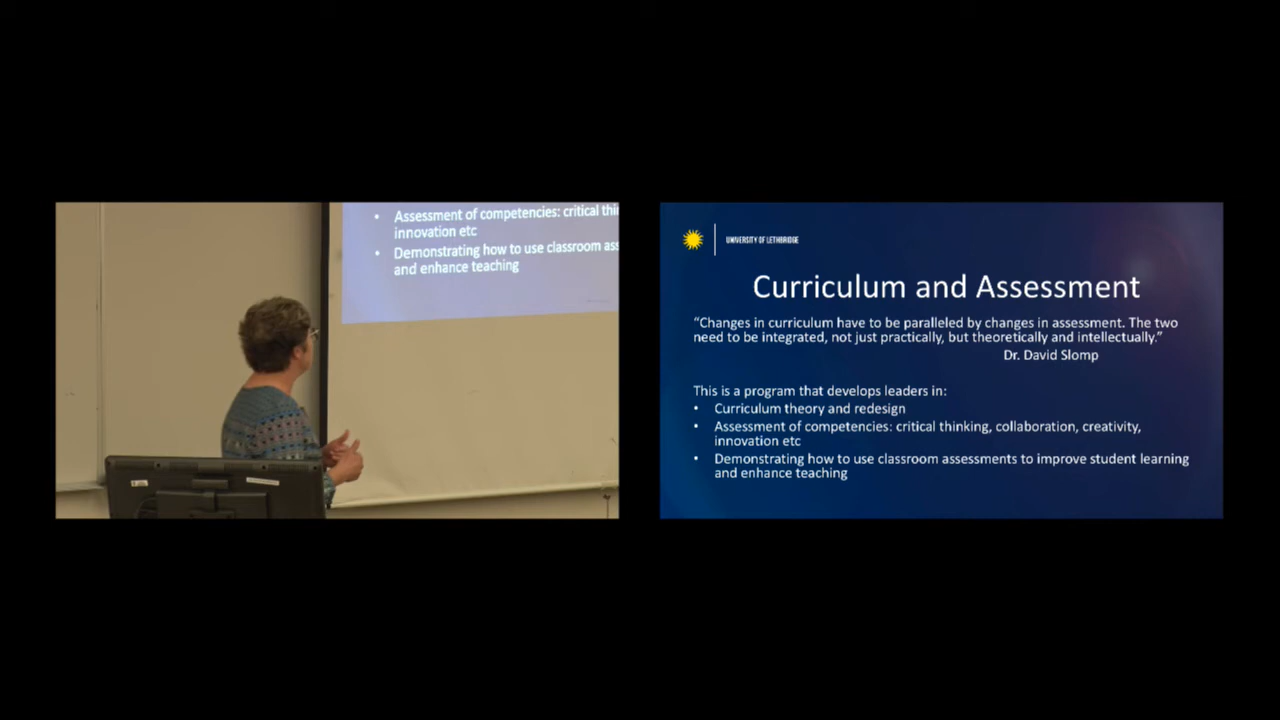 Assessment of competencies: critical thin
innovation etc
Demonstrating how to use classroom ass
and enhance teaching
UNIVERSITY OF LETHBRIDGE
Curriculum and Assessment
“Changes in curriculum have to be paralleled by changes in assessment. The two
need to be integrated, not just practically, but theoretically and intellectually.”
Dr. David Slomp
This is a program that develops leaders in:
• Curriculum theory and redesign
• Assessment of competencies: critical thinking, collaboration, creativity,
innovation etc
• Demonstrating how to use classroom assessments to improve student learning
and enhance teaching